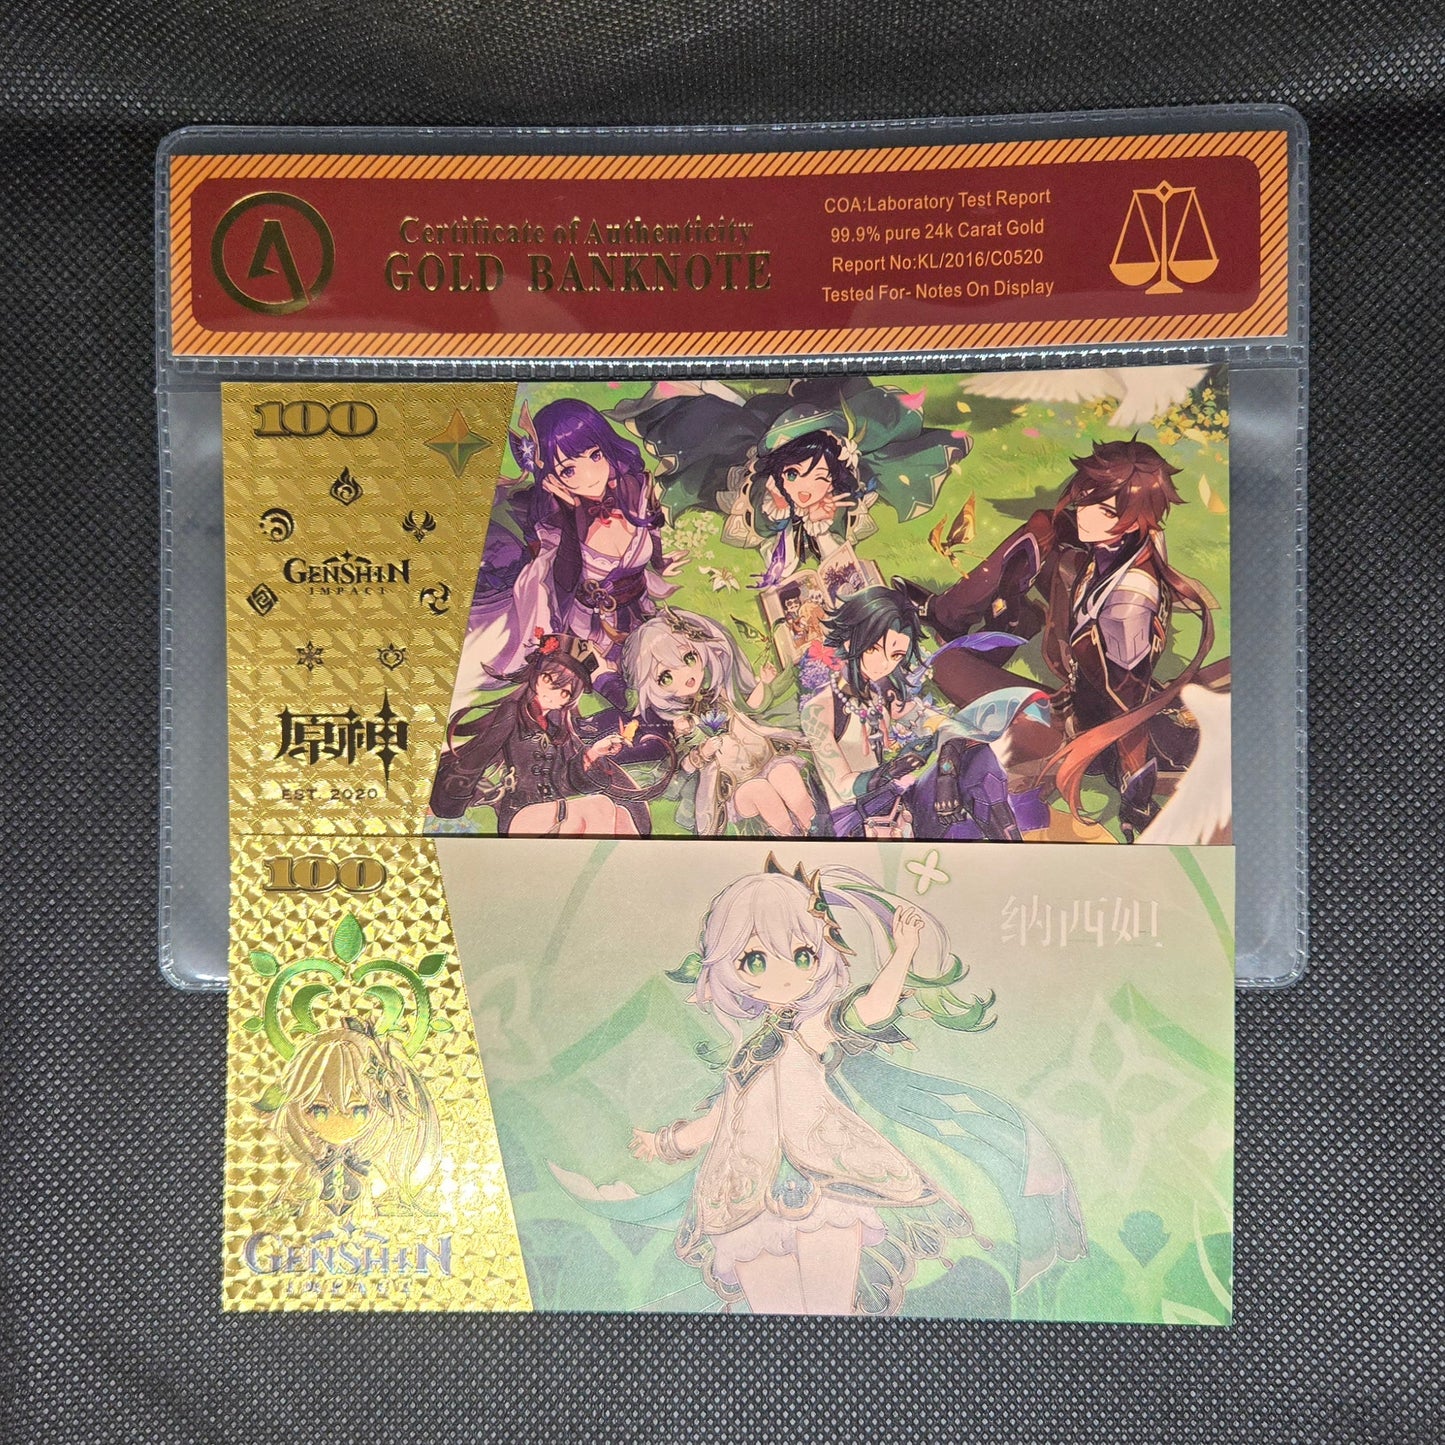 A
Certificate of Authenticity
GOLD BANKNOTE
COA:Laboratory Test Report
99.9% pure 24k Carat Gold
Report No:KL/2016/C0520
Tested For- Notes On Display
100
GENSHIN
IMPACT
原神
EST 2020
100
纳西妲
GENSHIN
IMPACT